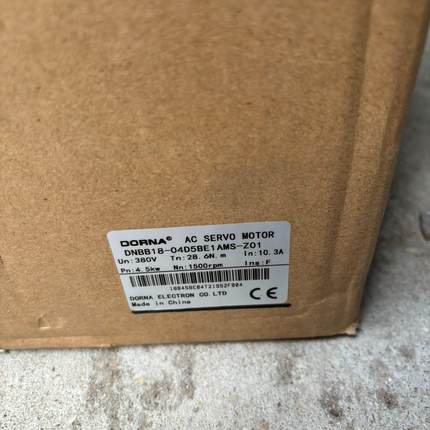 DORNA® AC SERVO MOTOR
DNBB18-04D5BE1AMS-Z01
Un:380V Tn:28.6N.m In:10.3A
Pn:4.5kw Nn:1500rpm Ins:F
DORNA ELECTRON CO.LTD
Made in China
CE